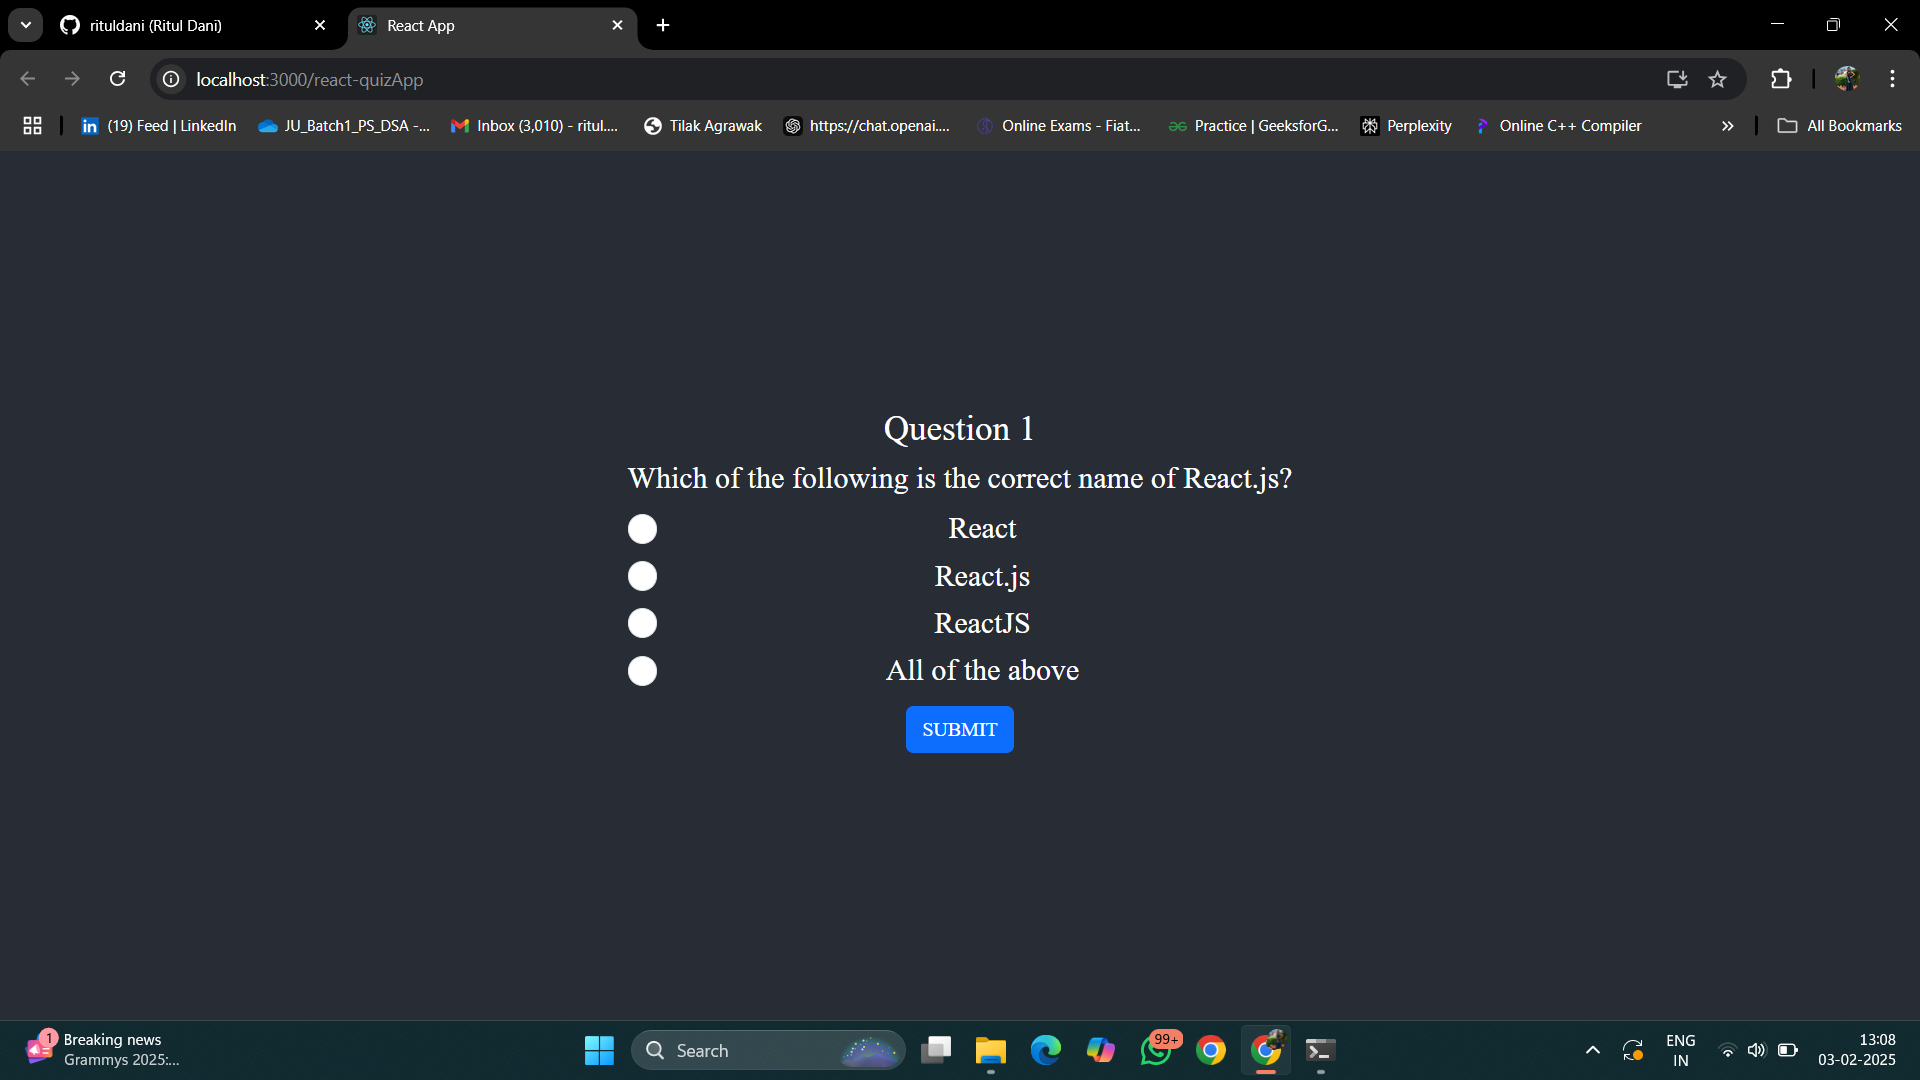 rituldani (Ritul Dani)
React App
localhost:3000/react-quizApp
(19) Feed | LinkedIn
JU_Batch1_PS_DSA -...
Inbox (3,010) - ritul....
Tilak Agrawak
https://chat.openai....
Online Exams - Fiat...
Practice | GeeksforG...
Perplexity
Online C++ Compiler
All Bookmarks
Question 1
Which of the following is the correct name of React.js?
React
React.js
ReactJS
All of the above
SUBMIT
1
Breaking news
Grammys 2025:...
Search
99+
ENG
IN
13:08
03-02-2025